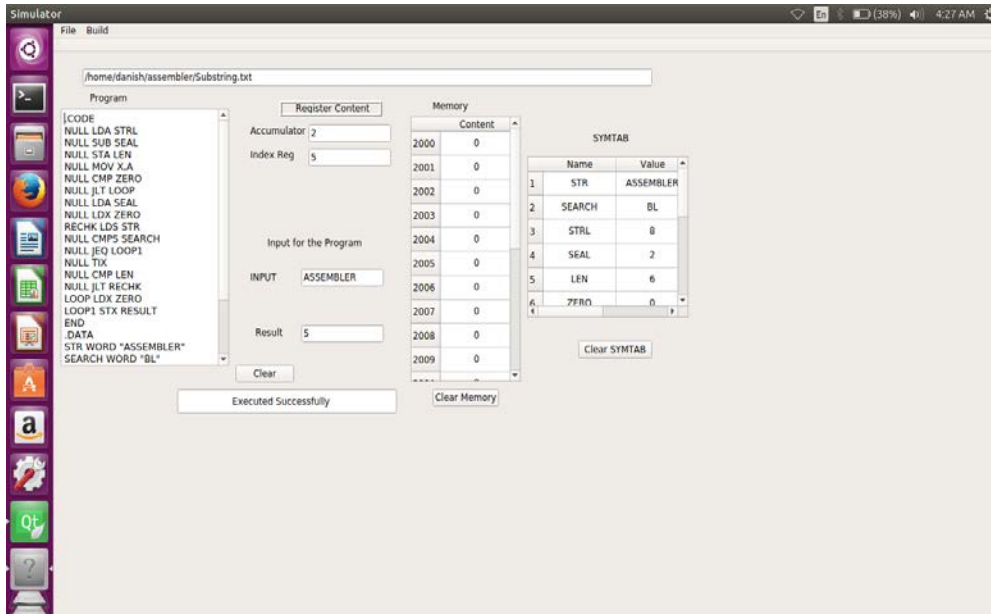 Simulator
En (38%) 4:27 AM
File Build
/home/danish/assembler/Substring.txt
Program
.CODE
NULL LDA STRL
NULL SUB SEAL
NULL STA LEN
NULL MOV X,A
NULL CMP ZERO
NULL JLT LOOP
NULL LDA SEAL
NULL LDX ZERO
RECHK LDS STR
NULL CMPS SEARCH
NULL JEQ LOOP1
NULL TIX
NULL CMP LEN
NULL JLT RECHK
LOOP LDX ZERO
LOOP1 STX RESULT
END
.DATA
STR WORD "ASSEMBLER"
SEARCH WORD "BL"
Register Content
Accumulator 2
Index Reg 5
Input for the Program
INPUT ASSEMBLER
Result 5
Clear
Executed Successfully
Memory
Content
2000 0
2001 0
2002 0
2003 0
2004 0
2005 0
2006 0
2007 0
2008 0
2009 0
Clear Memory
SYMTAB
Name Value
1 STR ASSEMBLER
2 SEARCH BL
3 STRL 8
4 SEAL 2
5 LEN 6
6 ZERO 0
Clear SYMTAB
a
Qt
?